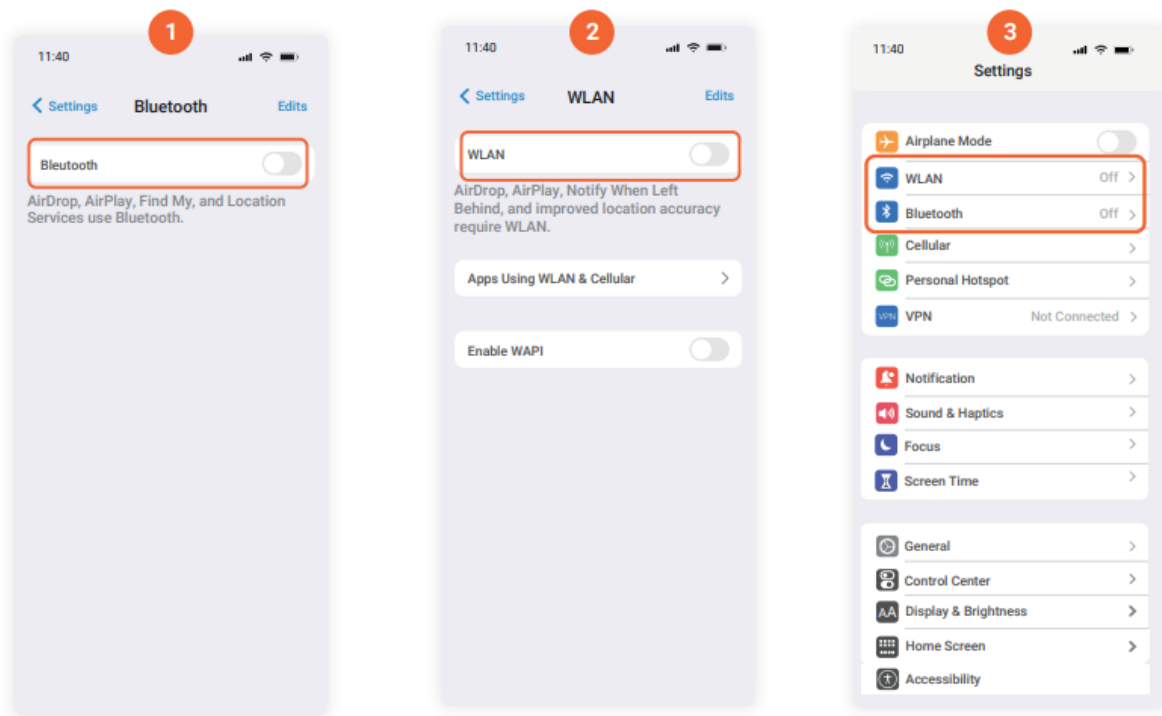 1
11:40
Settings Bluetooth Edits
Bleutooth
AirDrop, AirPlay, Find My, and Location
Services use Bluetooth.
2
11:40
Settings WLAN Edits
WLAN
AirDrop, AirPlay, Notify When Left
Behind, and improved location accuracy
require WLAN.
Apps Using WLAN & Cellular
Enable WAPI
3
11:40
Settings
Airplane Mode
WLAN Off
Bluetooth Off
Cellular
Personal Hotspot
VPN VPN Not Connected
Notification
Sound & Haptics
Focus
Screen Time
General
Control Center
AA Display & Brightness
Home Screen
Accessibility